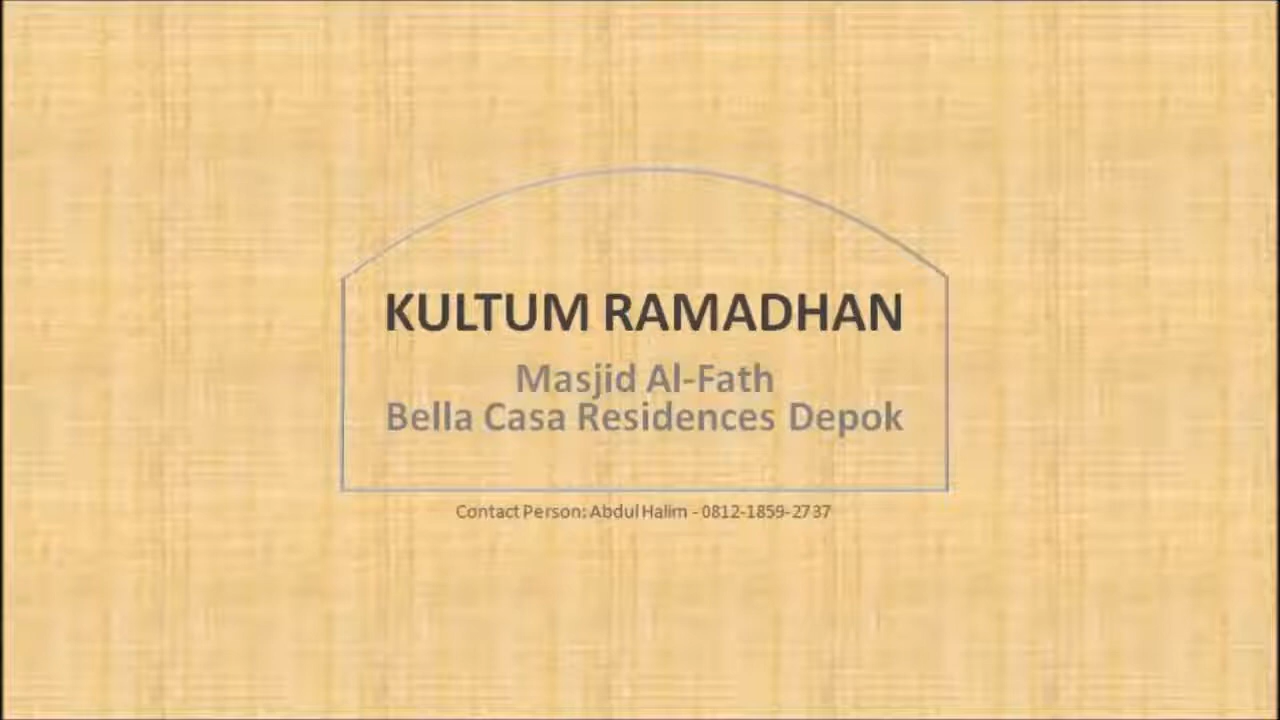 KULTUM RAMADHAN
Masjid Al-Fath
Bella Casa Residences Depok
Contact Person: Abdul Halim - 0812-1859-2737